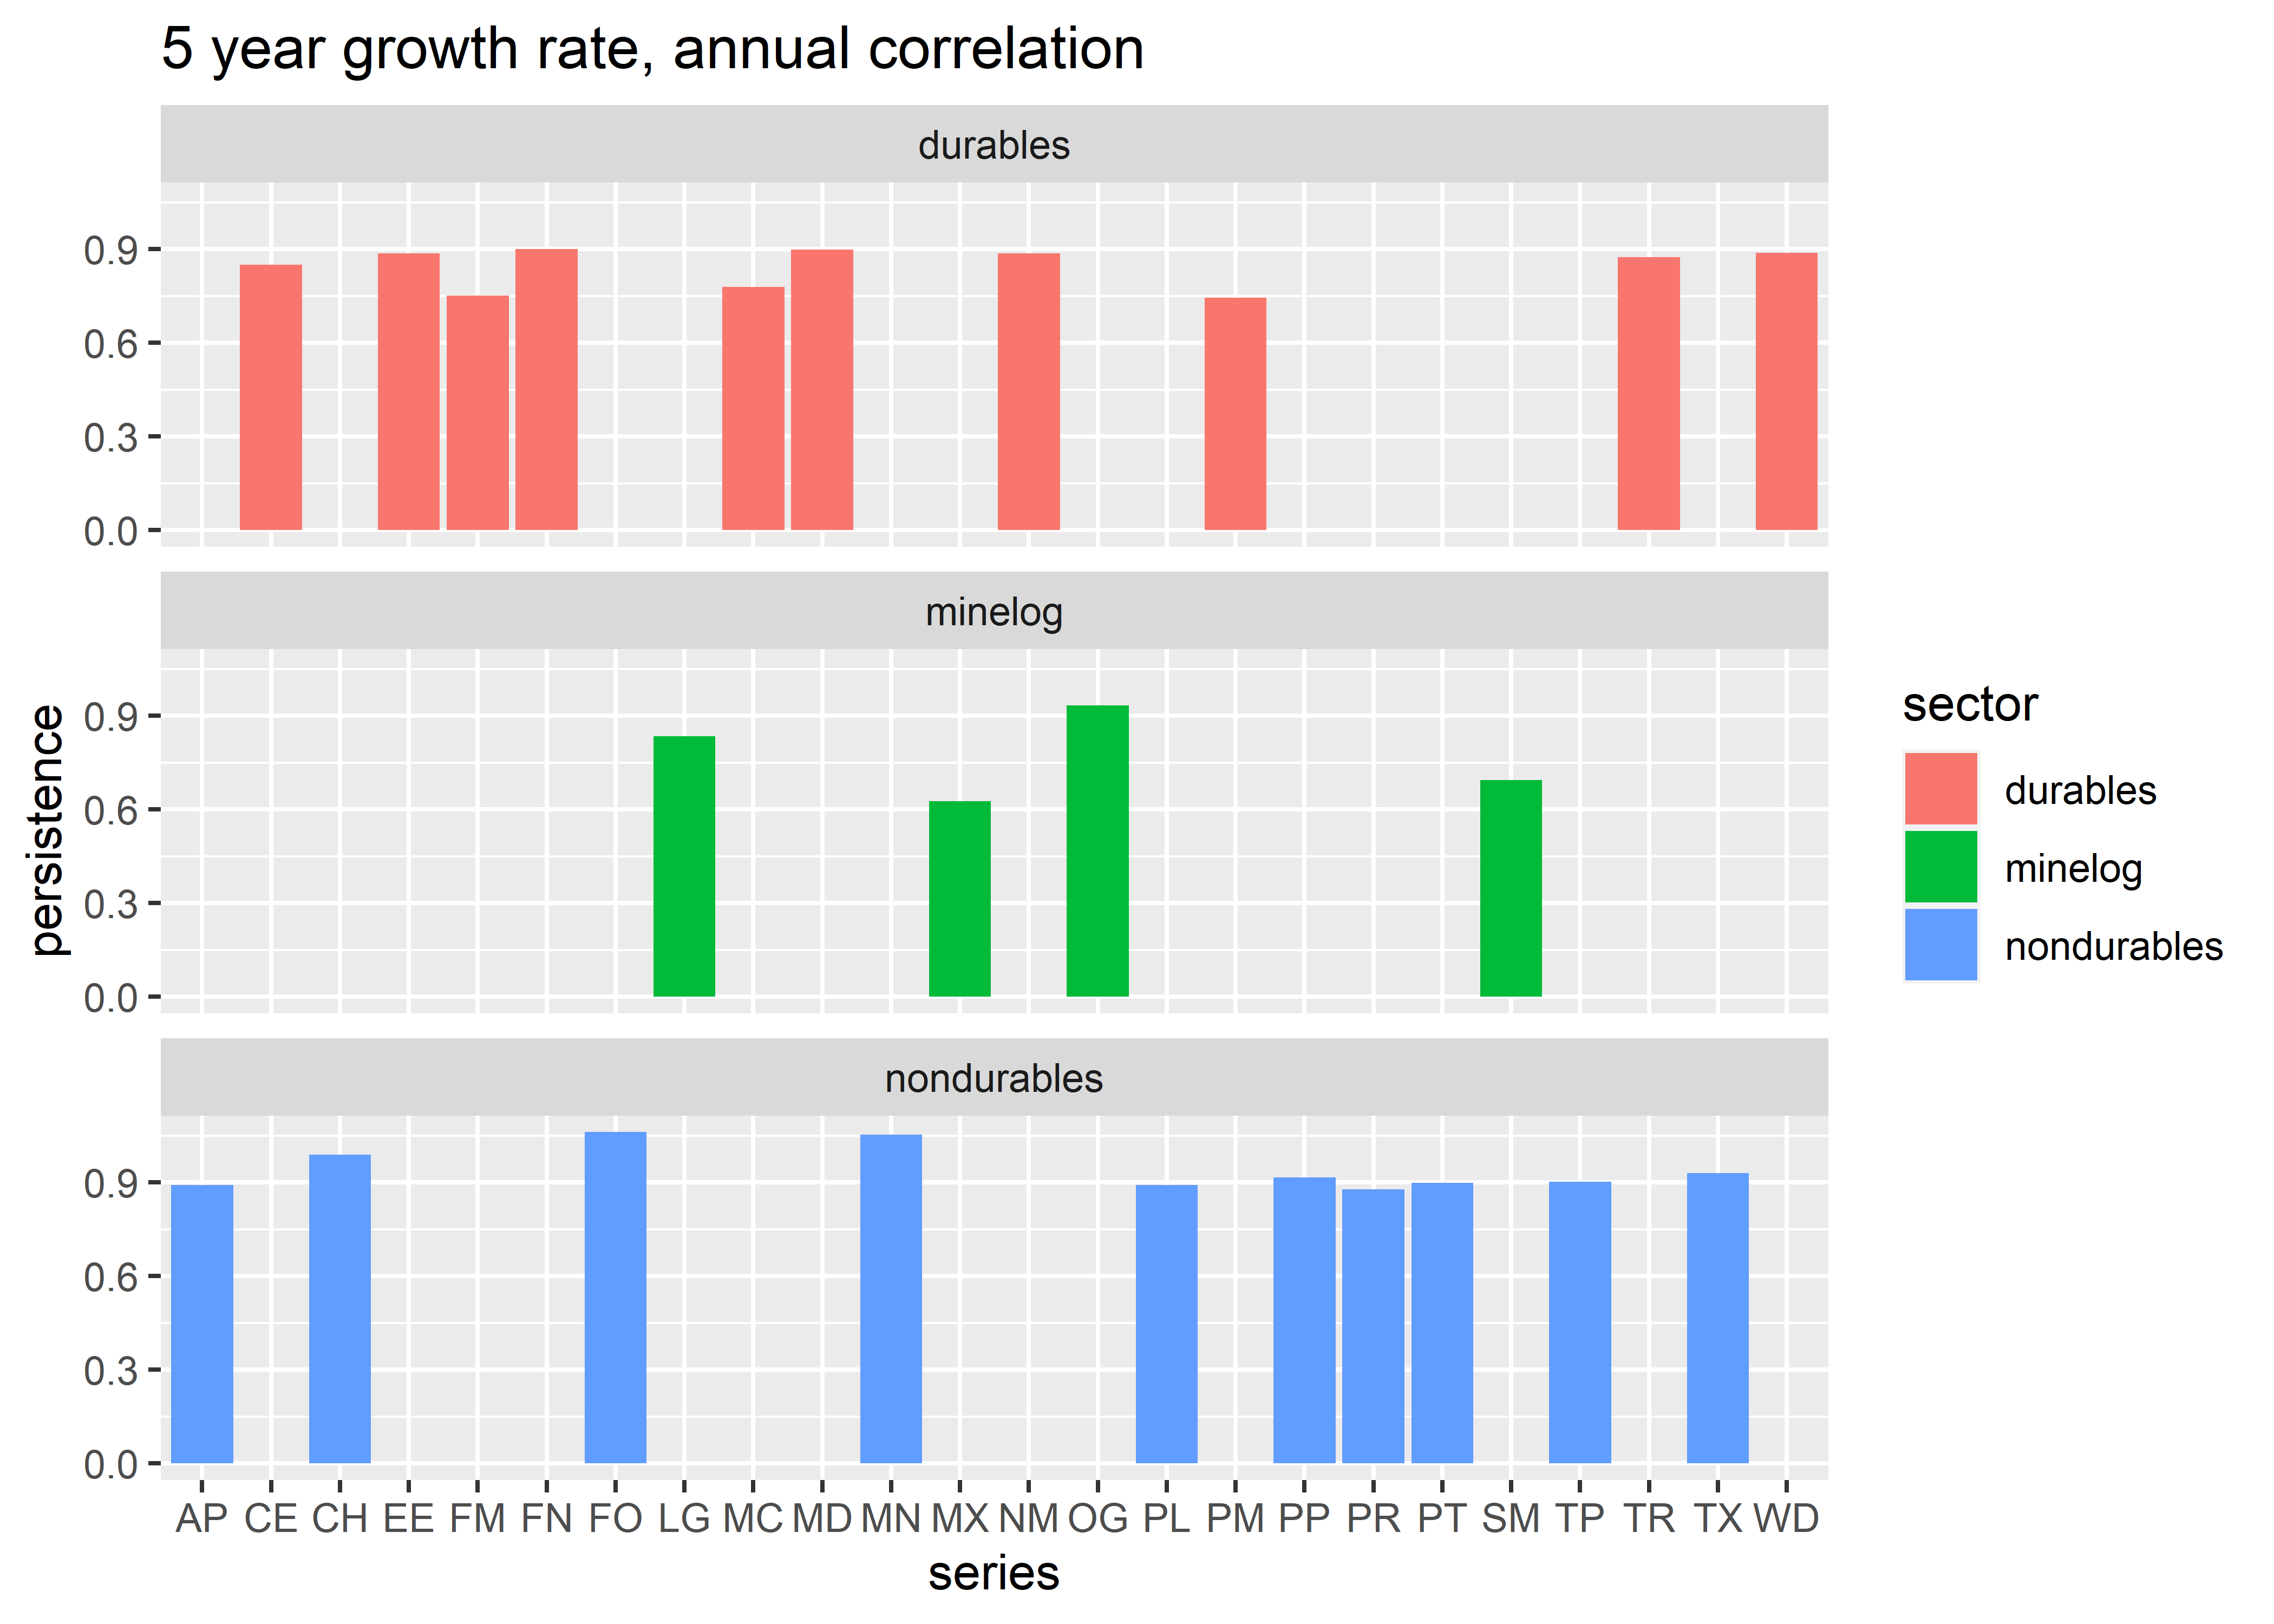 5 year growth rate, annual correlation
durables
0.9
0.6
0.3
0.0
minelog
0.9
0.6
0.3
0.0
nondurables
0.9
0.6
0.3
0.0
persistence
AP CE CH EE FM FN FO LG MC MD MN MX NM OG PL PM PP PR PT SM TP TR TX WD
series
sector
durables
minelog
nondurables